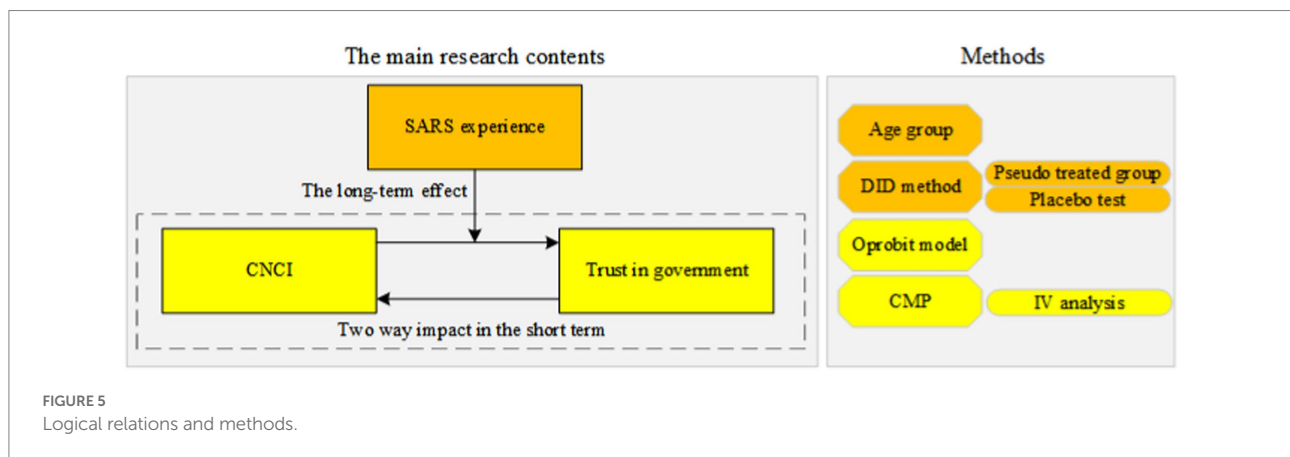 The main research contents
SARS experience
The long-term effect
CNCI
Trust in government
Two way impact in the short term
Methods
Age group
DID method
Pseudo treated group
Placebo test
Oprobit model
CMP
IV analysis
FIGURE 5
Logical relations and methods.